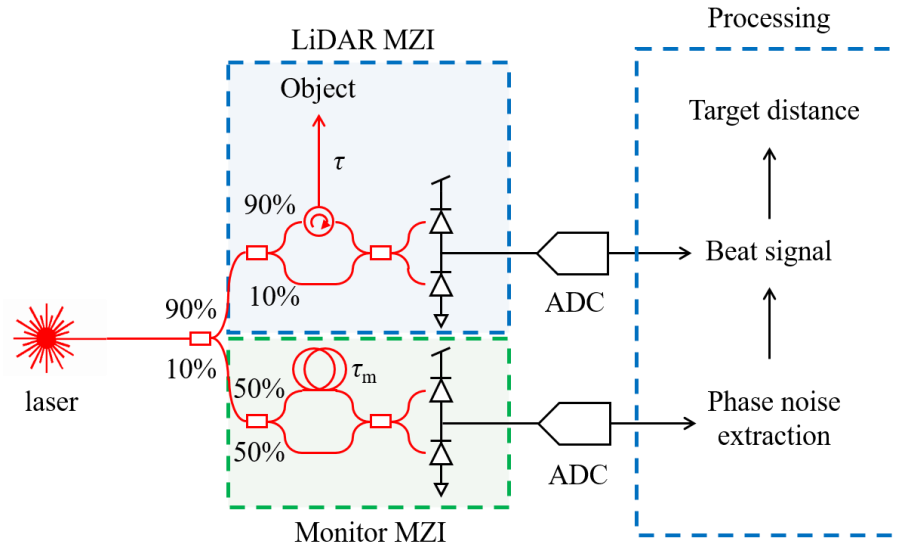 Processing
LiDAR MZI
Object
Target distance
τ
90%
Beat signal
10%
ADC
90%
10%
laser
τm
50%
50%
Phase noise
extraction
ADC
Monitor MZI